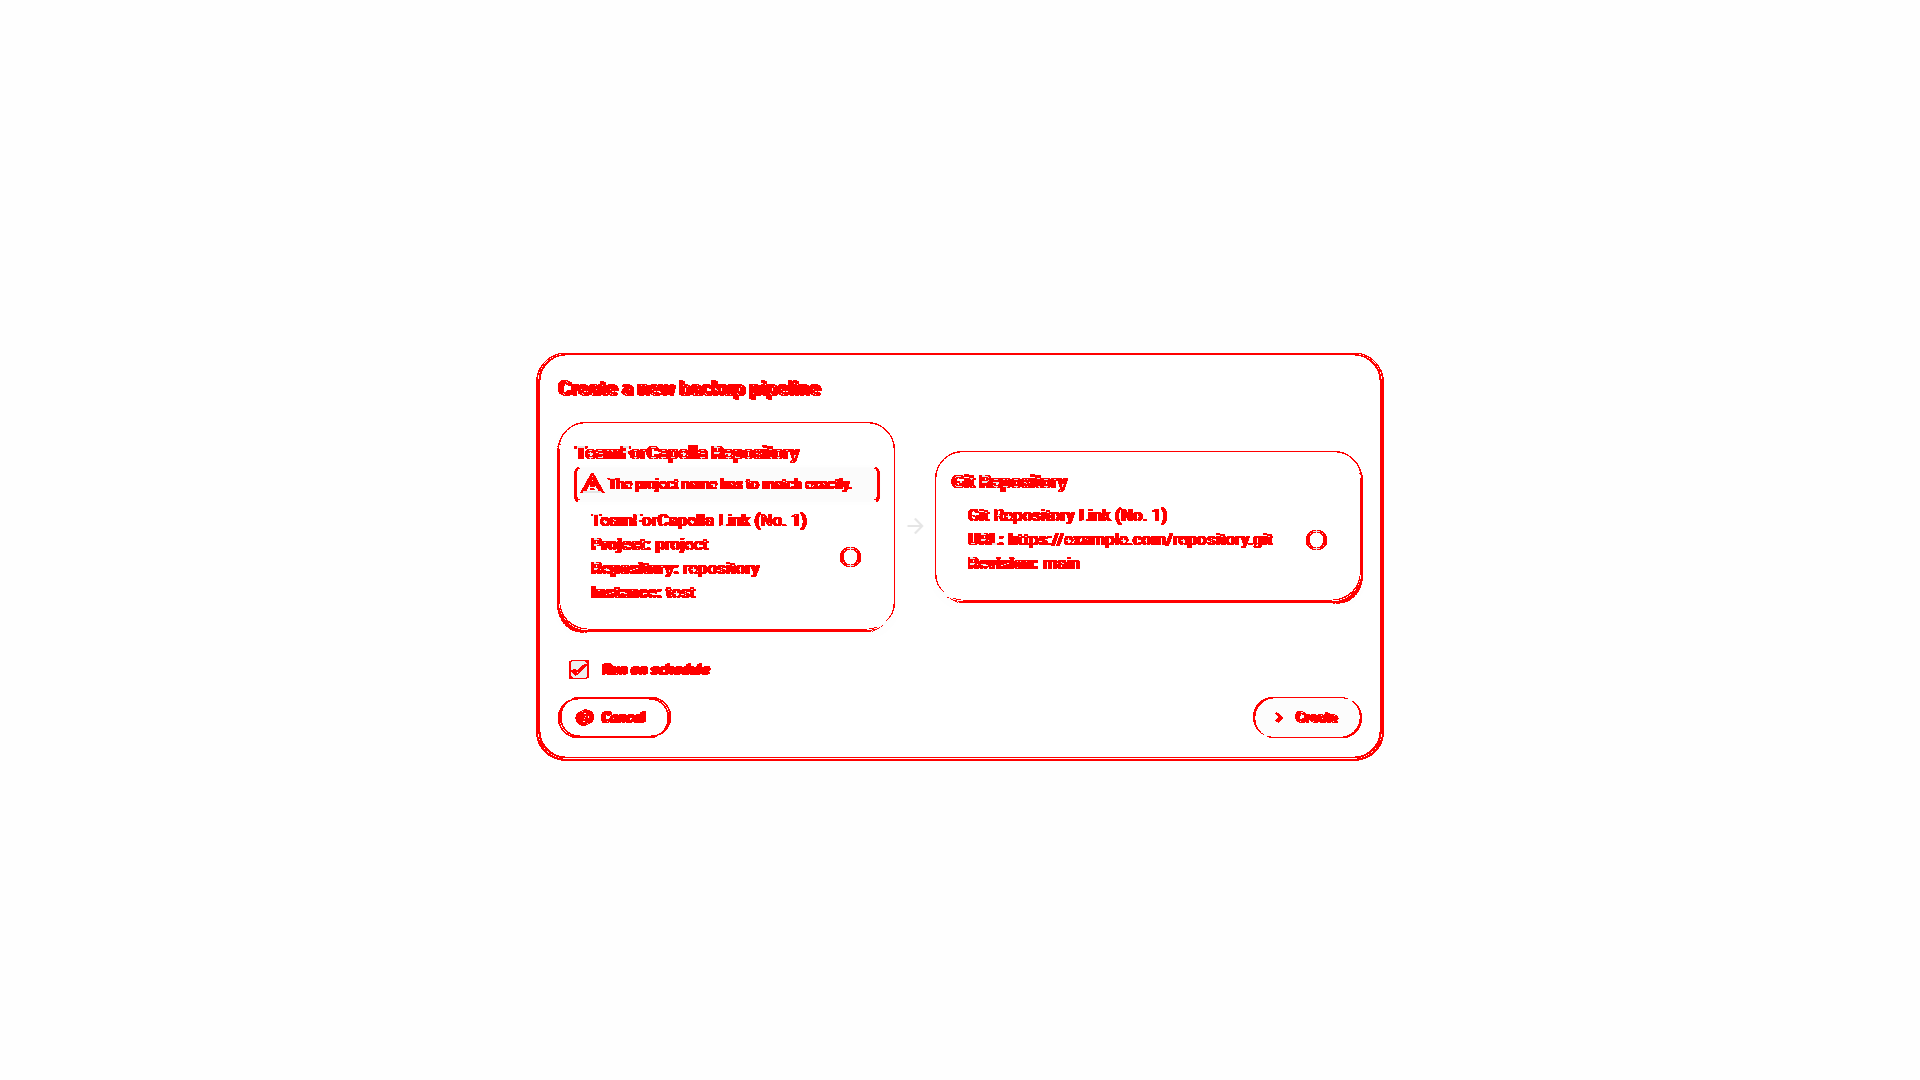 Create a new backup pipeline
TeamForCapella Repository
The project name has to match exactly.
TeamForCapella Link (No. 1)
Project: project
Repository: repository
Instance: test
Git Repository
Git Repository Link (No. 1)
URL: https://example.com/repository.git
Revision: main
Run on schedule
Cancel
Create